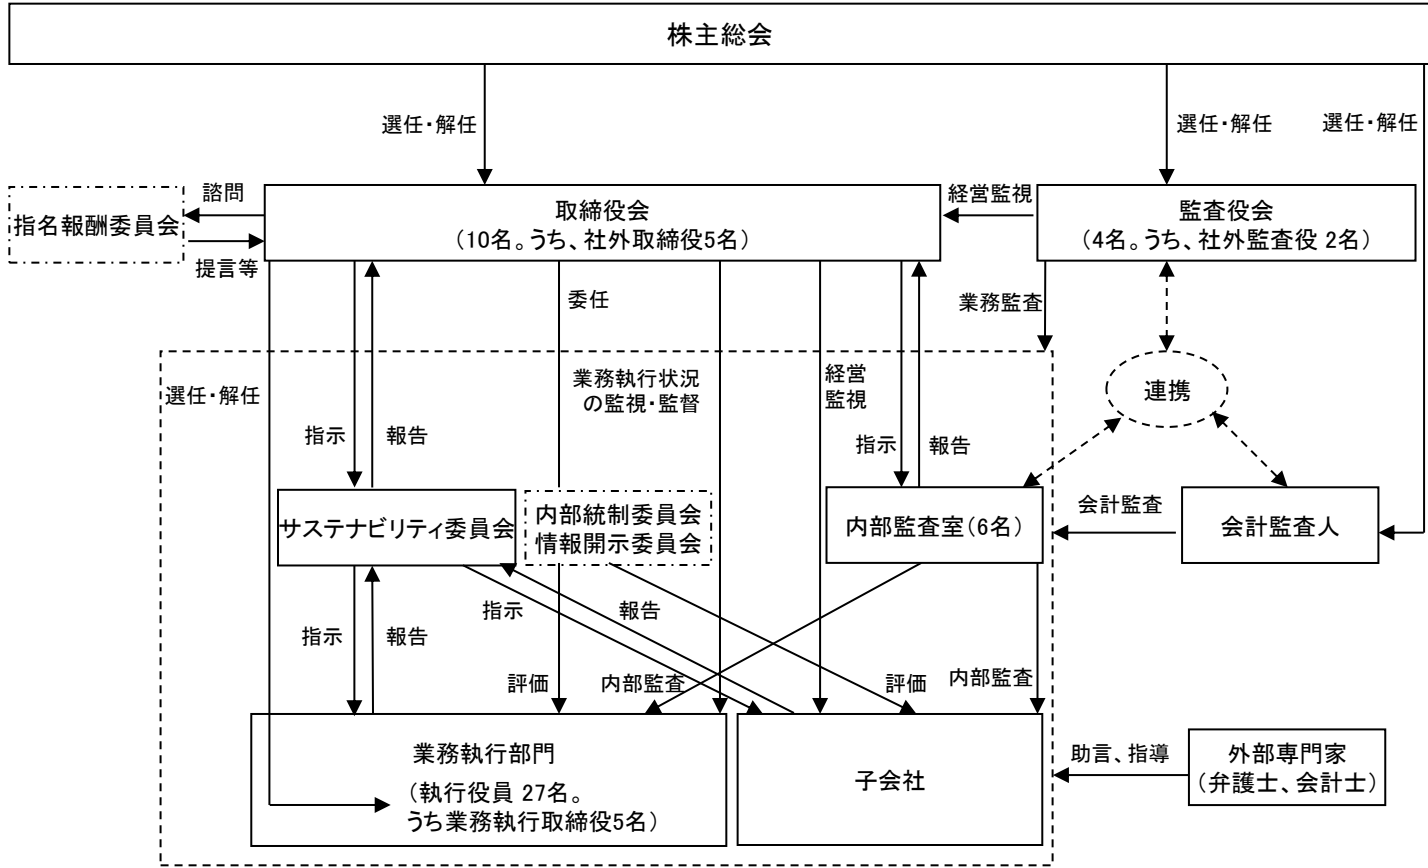 株主総会
選任・解任
選任・解任
選任・解任
諮問
指名報酬委員会
提言等
取締役会
（10名。うち、社外取締役5名）
経営監視
監査役会
（4名。うち、社外監査役 2名）
委任
業務監査
選任・解任
業務執行状況
の監視・監督
経営
監視
連携
指示
報告
指示
報告
サステナビリティ委員会
内部統制委員会
情報開示委員会
内部監査室（6名）
会計監査
会計監査人
指示
報告
指示
報告
評価
内部監査
評価
内部監査
業務執行部門
（執行役員 27名。
うち業務執行取締役5名）
子会社
助言、指導
外部専門家
（弁護士、会計士）